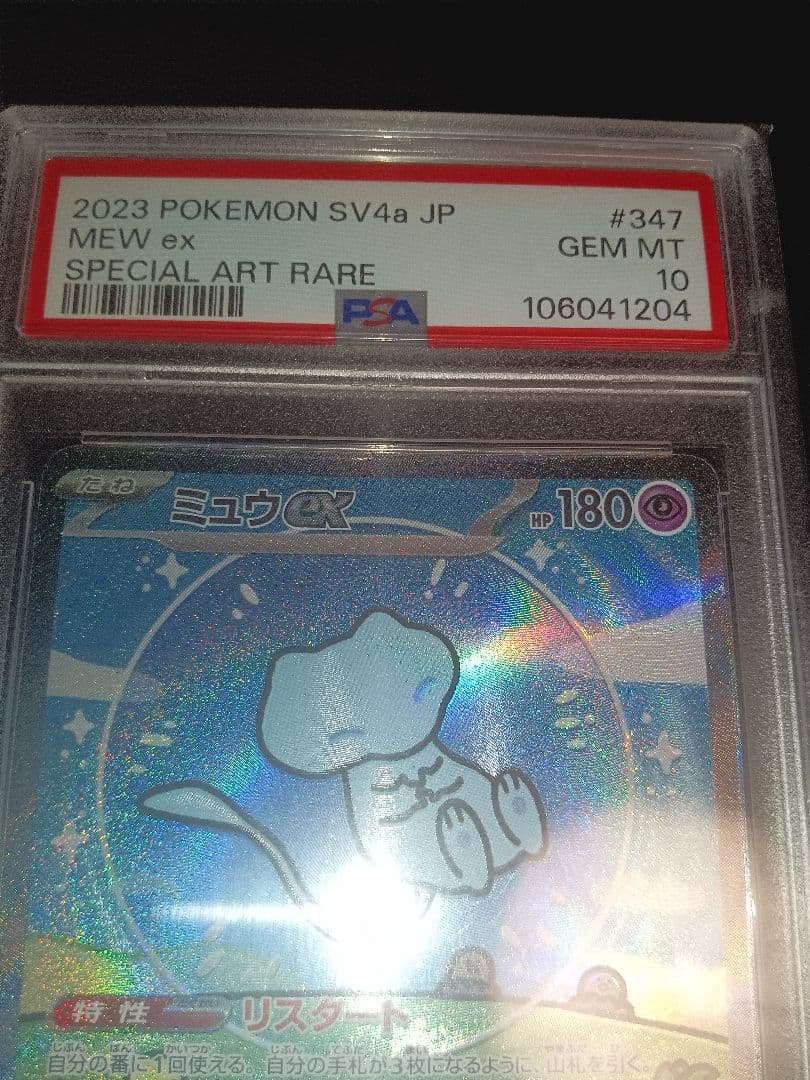 2023 POKEMON SV4a JP #347
MEW ex GEM MT
SPECIAL ART RARE 10
PSA 106041204
たね ミュウex HP180
特性 リスタート
自分の番に1回使える。自分の手札が3枚になるように、山札を引く。